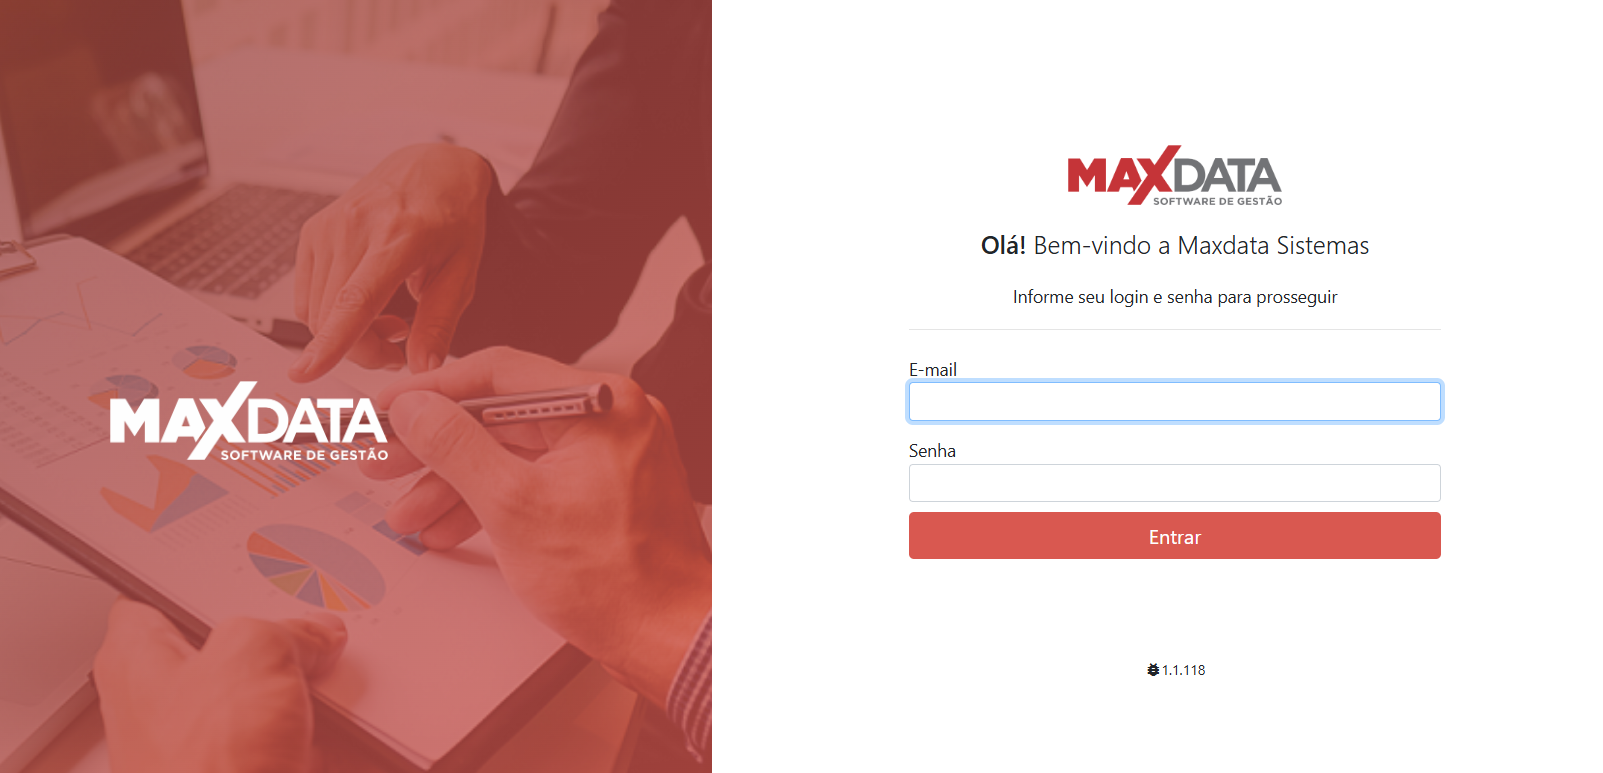 MAXDATA
SOFTWARE DE GESTÃO
MAXDATA
SOFTWARE DE GESTÃO
Olá! Bem-vindo a Maxdata Sistemas
Informe seu login e senha para prosseguir
E-mail
Senha
Entrar
1.1.118